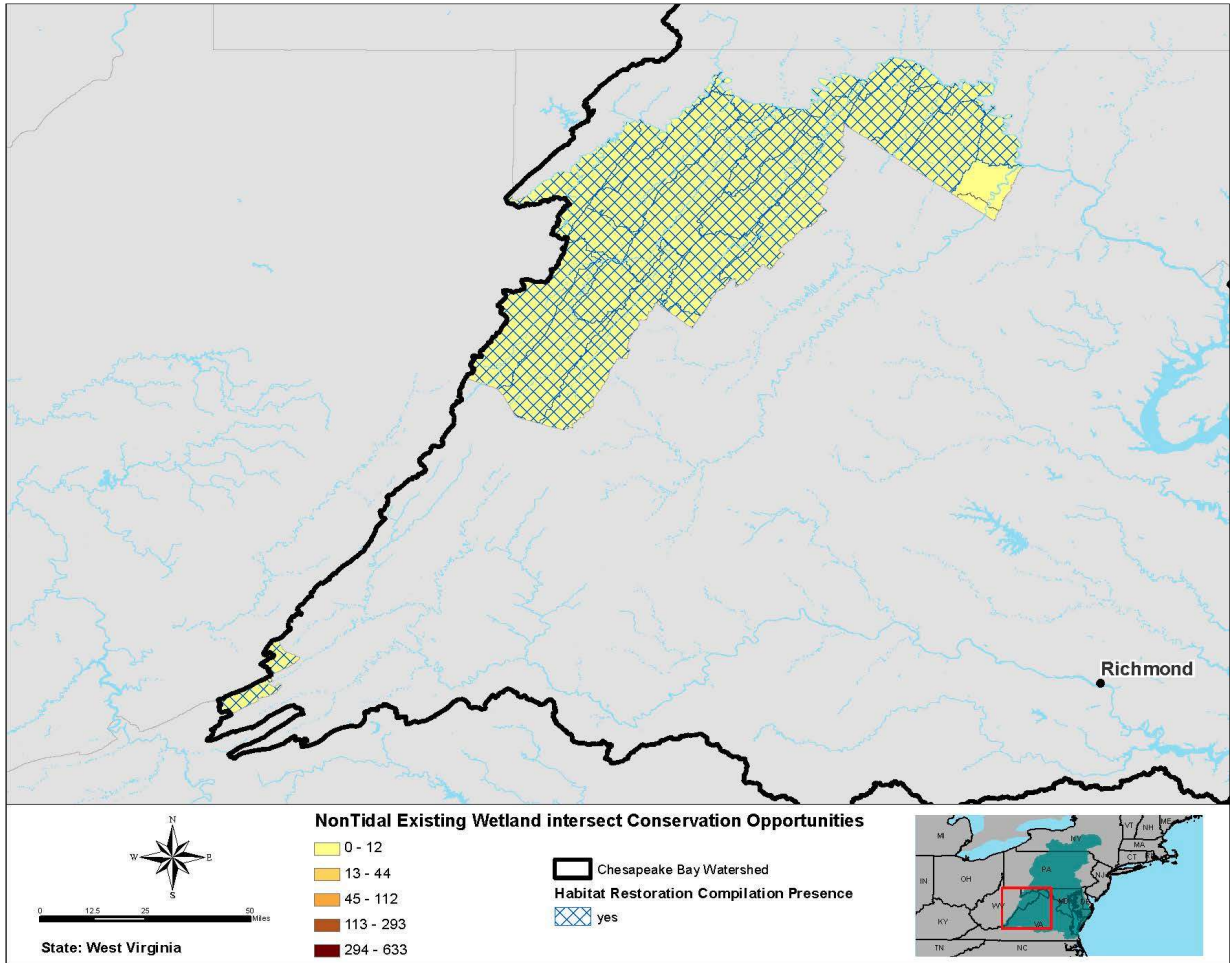 Richmond
N
W
E
S
0
12.5
25
50
Miles
State: West Virginia
NonTidal Existing Wetland intersect Conservation Opportunities
0 - 12
13 - 44
45 - 112
113 - 293
294 - 633
Chesapeake Bay Watershed
Habitat Restoration Compilation Presence
yes
MI
VT
NH
ME
NY
MA
CT
IN
OH
PA
NJ
WV
DE
KY
VA
TN
NC